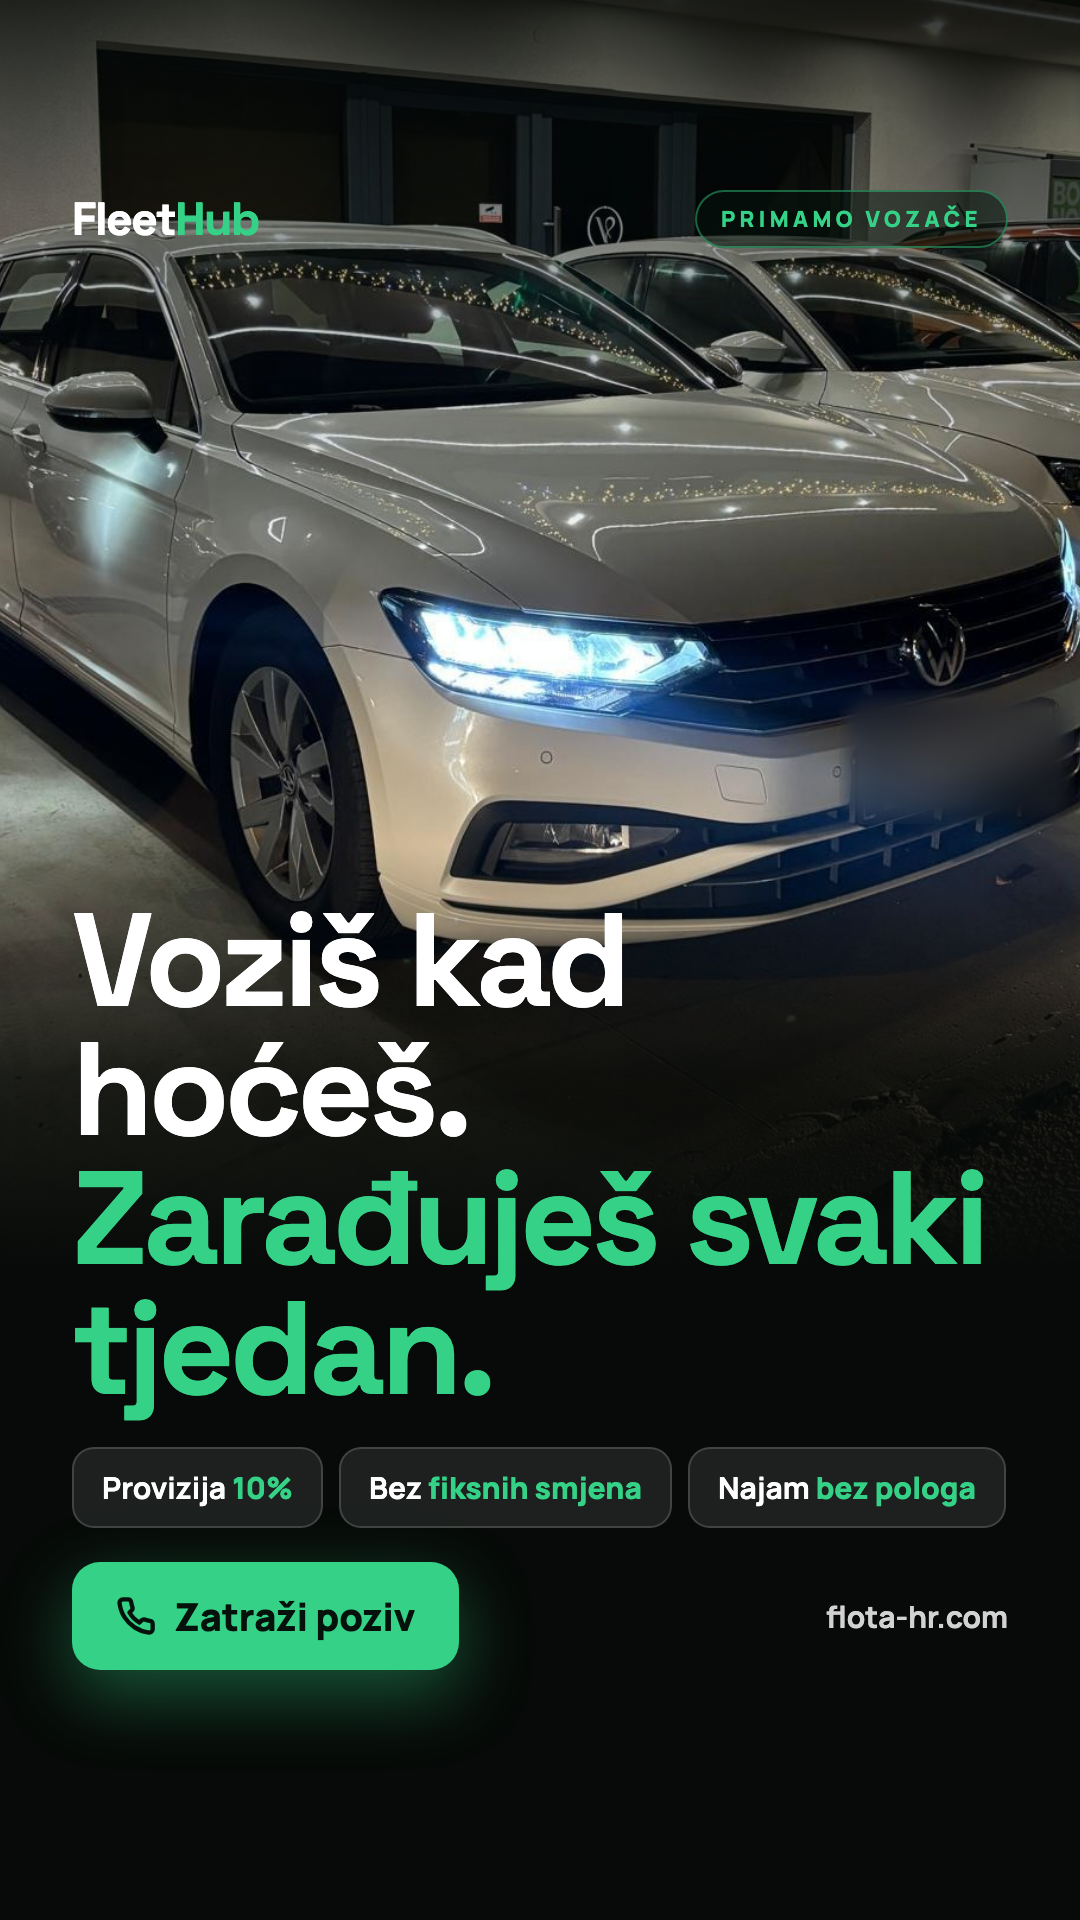 FleetHub
PRIMAMO VOZAČE
Voziš kad
hoćeš.
Zarađuješ svaki
tjedan.
Provizija 10%
Bez fiksnih smjena
Najam bez pologa
Zatraži poziv
flota-hr.com